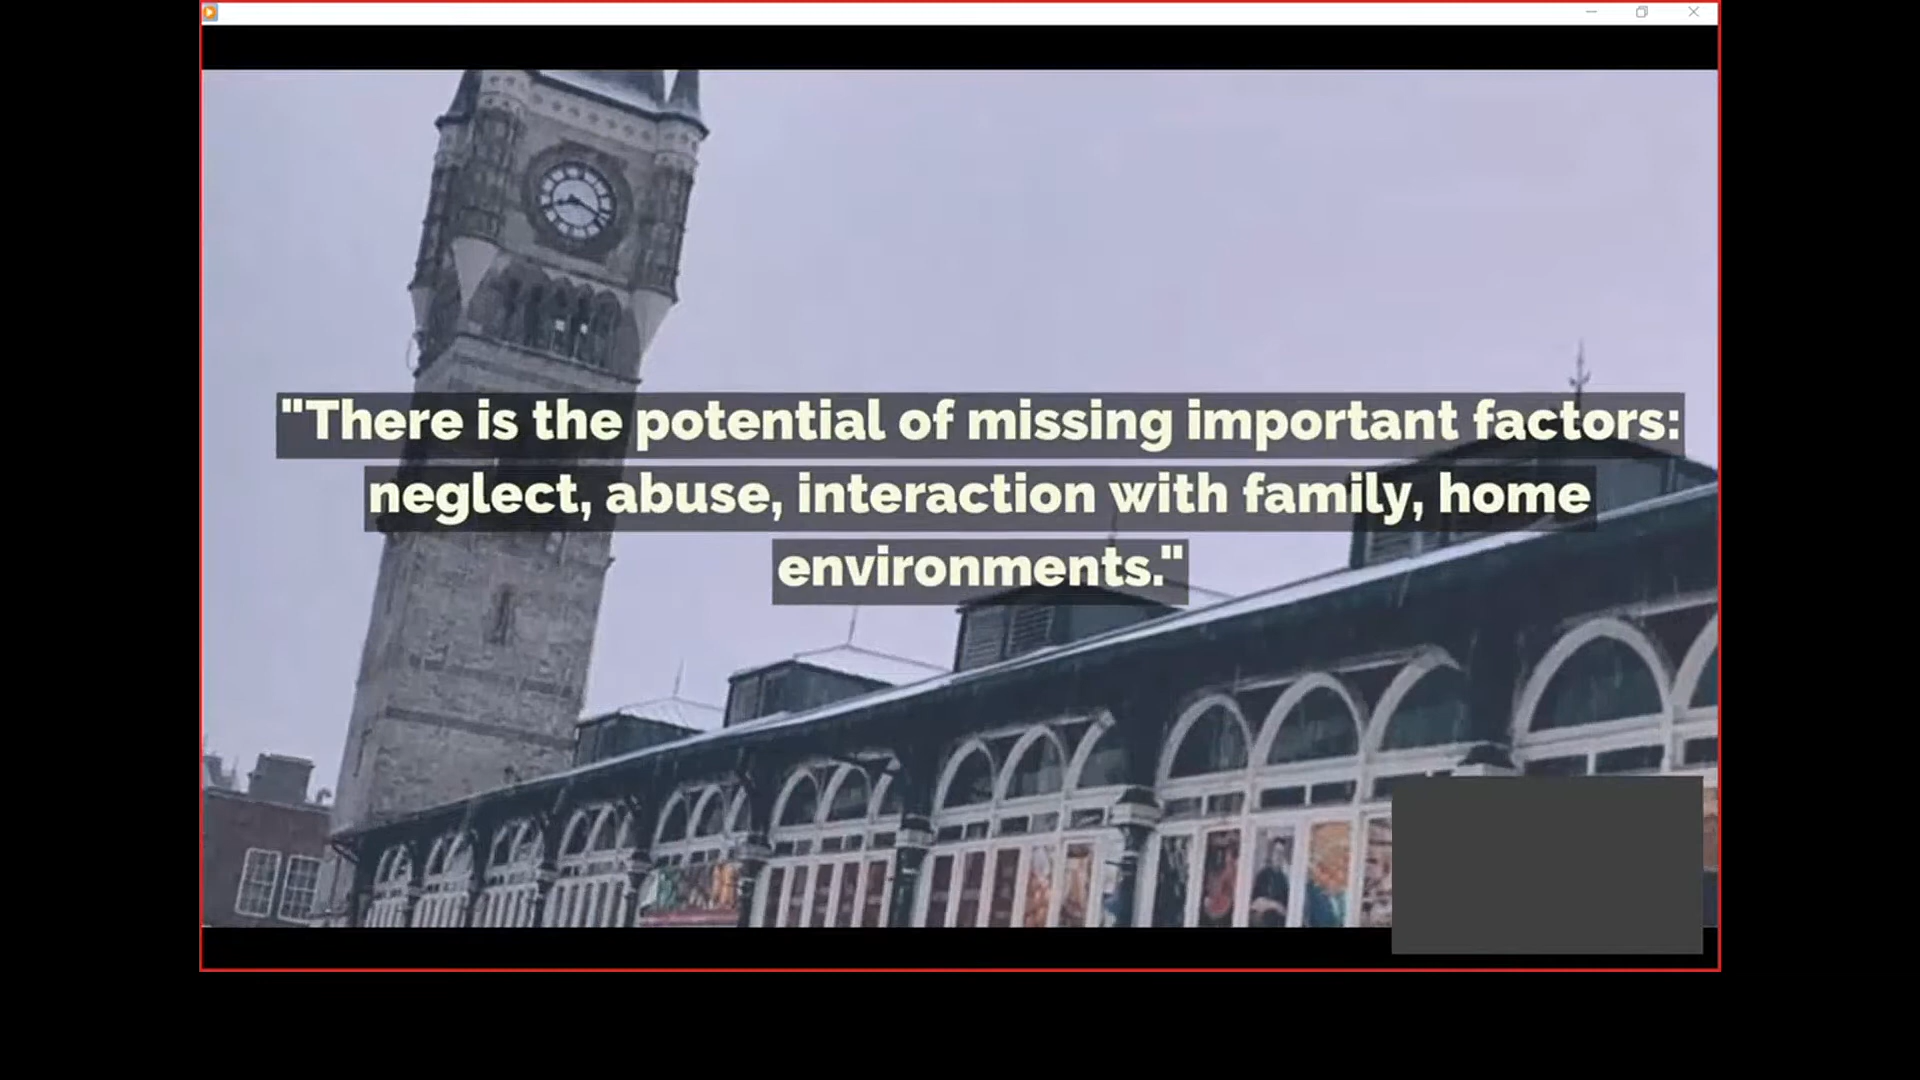 "There is the potential of missing important factors:
neglect, abuse, interaction with family, home
environments."